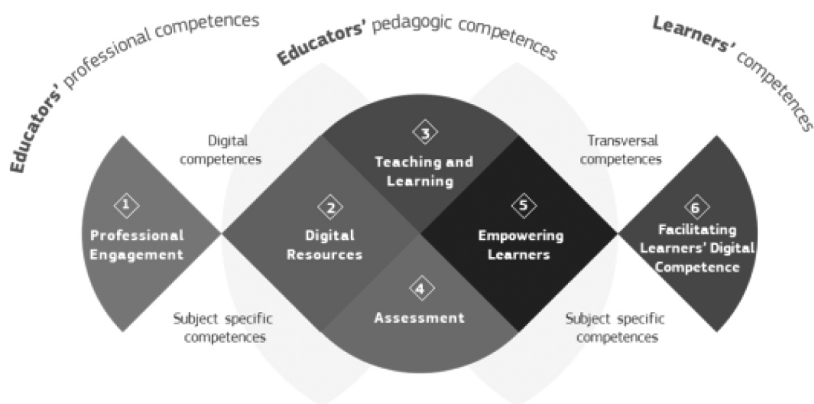 Educators' professional competences
Educators' pedagogic competences
Learners' competences
Digital
competences
Transversal
competences
1
Professional
Engagement
2
Digital
Resources
3
Teaching and
Learning
4
Assessment
5
Empowering
Learners
6
Facilitating
Learners' Digital
Competence
Subject specific
competences
Subject specific
competences